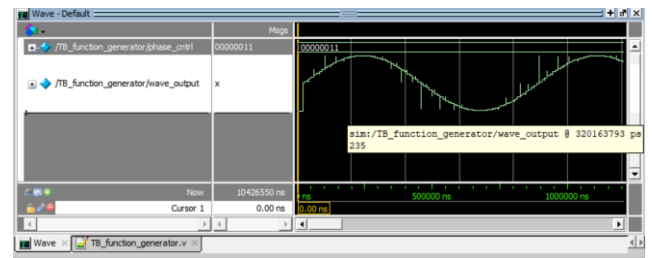 Wave - Default
Msgs
/TB_function_generator/phase_cntrl 00000011 00000011
/TB_function_generator/wave_output x
sim:/TB_function_generator/wave_output @ 320163793 ps
235
Now 10426550 ns ns 500000 ns 1000000 ns
Cursor 1 0.00 ns 0.00 ns
Wave TB_function_generator.v